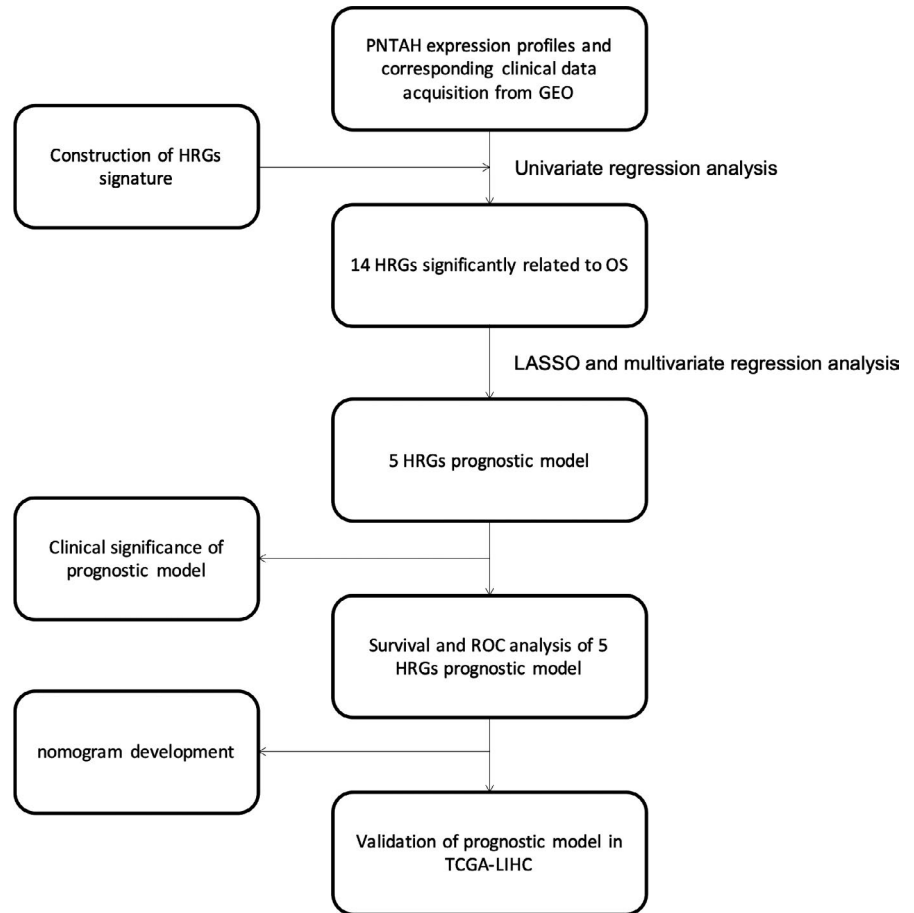 PNTAH expression profiles and
corresponding clinical data
acquisition from GEO
Construction of HRGs
signature
Univariate regression analysis
14 HRGs significantly related to OS
LASSO and multivariate regression analysis
5 HRGs prognostic model
Clinical significance of
prognostic model
Survival and ROC analysis of 5
HRGs prognostic model
nomogram development
Validation of prognostic model in
TCGA-LIHC